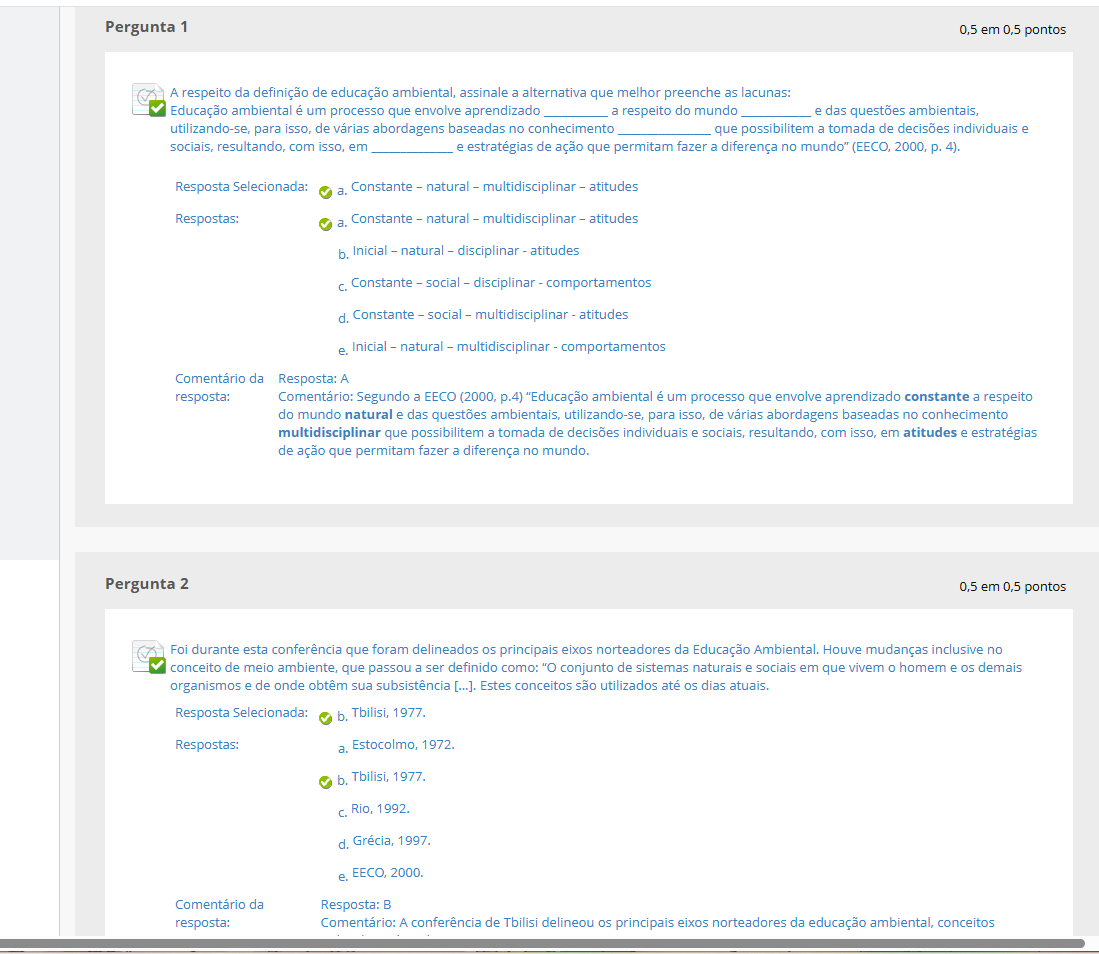 Pergunta 1
0,5 em 0,5 pontos
A respeito da definição de educação ambiental, assinale a alternativa que melhor preenche as lacunas:
Educação ambiental é um processo que envolve aprendizado __________ a respeito do mundo ___________ e das questões ambientais,
utilizando-se, para isso, de várias abordagens baseadas no conhecimento ______________ que possibilitem a tomada de decisões individuais e
sociais, resultando, com isso, em _____________ e estratégias de ação que permitam fazer a diferença no mundo” (EECO, 2000, p. 4).
Resposta Selecionada: a. Constante – natural – multidisciplinar – atitudes
Respostas: a. Constante – natural – multidisciplinar – atitudes
b. Inicial – natural – disciplinar - atitudes
c. Constante – social – disciplinar - comportamentos
d. Constante – social – multidisciplinar - atitudes
e. Inicial – natural – multidisciplinar - comportamentos
Comentário da resposta: Resposta: A
Comentário: Segundo a EECO (2000, p.4) “Educação ambiental é um processo que envolve aprendizado constante a respeito
do mundo natural e das questões ambientais, utilizando-se, para isso, de várias abordagens baseadas no conhecimento
multidisciplinar que possibilitem a tomada de decisões individuais e sociais, resultando, com isso, em atitudes e estratégias
de ação que permitam fazer a diferença no mundo.
Pergunta 2
0,5 em 0,5 pontos
Foi durante esta conferência que foram delineados os principais eixos norteadores da Educação Ambiental. Houve mudanças inclusive no
conceito de meio ambiente, que passou a ser definido como: “O conjunto de sistemas naturais e sociais em que vivem o homem e os demais
organismos e de onde obtêm sua subsistência [...]. Estes conceitos são utilizados até os dias atuais.
Resposta Selecionada: b. Tbilisi, 1977.
Respostas: a. Estocolmo, 1972.
b. Tbilisi, 1977.
c. Rio, 1992.
d. Grécia, 1997.
e. EECO, 2000.
Comentário da resposta: Resposta: B
Comentário: A conferência de Tbilisi delineou os principais eixos norteadores da educação ambiental, conceitos